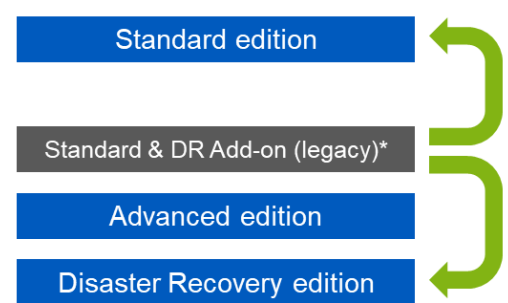 Standard edition
Standard & DR Add-on (legacy)*
Advanced edition
Disaster Recovery edition